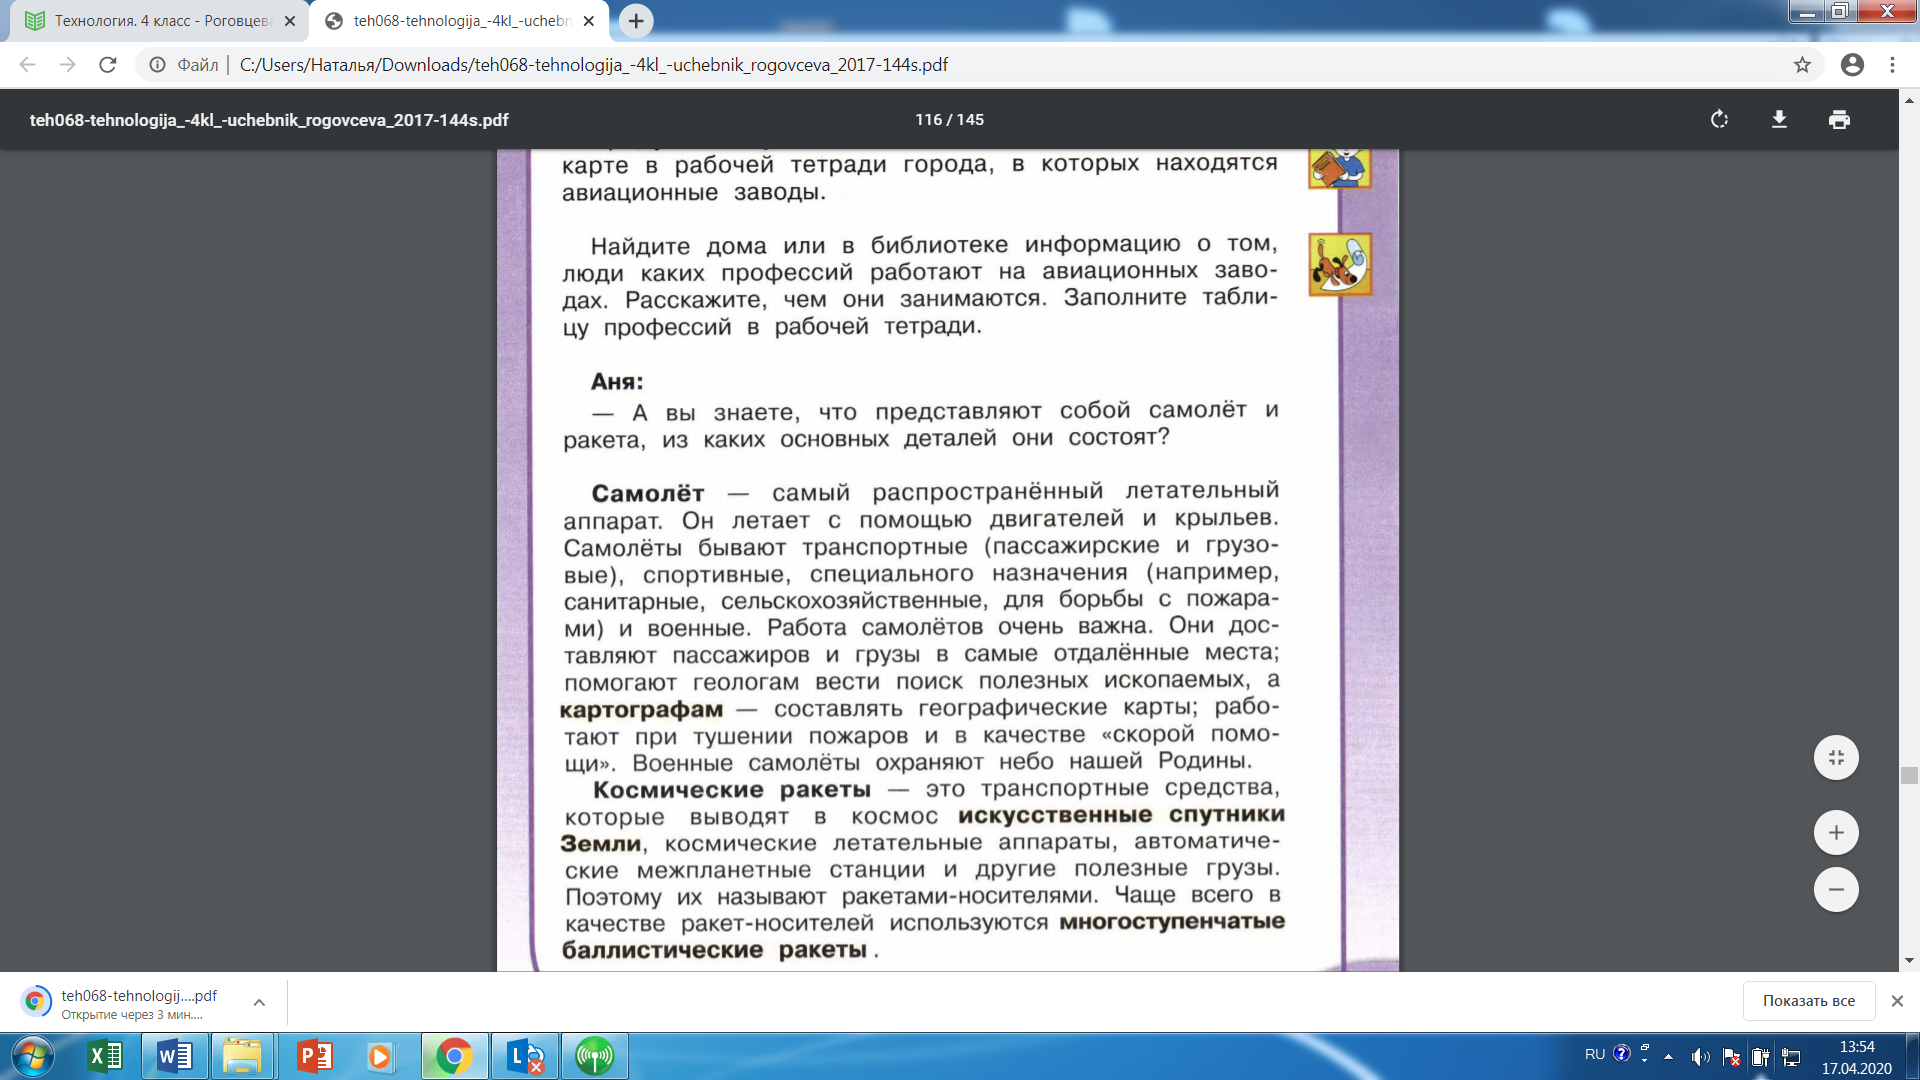 Технология. 4 класс - Роговцева
teh068-tehnologija_-4kl_-uchebn
Файл
C:/Users/Наталья/Downloads/teh068-tehnologija_-4kl_-uchebnik_rogovceva_2017-144s.pdf
teh068-tehnologija_-4kl_-uchebnik_rogovceva_2017-144s.pdf
116 / 145
карте в рабочей тетради города, в которых находятся
авиационные заводы.
Найдите дома или в библиотеке информацию о том,
люди каких профессий работают на авиационных заво-
дах. Расскажите, чем они занимаются. Заполните табли-
цу профессий в рабочей тетради.
Аня:
— А вы знаете, что представляют собой самолёт и
ракета, из каких основных деталей они состоят?
Самолёт — самый распространённый летательный
аппарат. Он летает с помощью двигателей и крыльев.
Самолёты бывают транспортные (пассажирские и грузо-
вые), спортивные, специального назначения (например,
санитарные, сельскохозяйственные, для борьбы с пожара-
ми) и военные. Работа самолётов очень важна. Они дос-
тавляют пассажиров и грузы в самые отдалённые места;
помогают геологам вести поиск полезных ископаемых, а
картографам — составлять географические карты; рабо-
тают при тушении пожаров и в качестве «скорой помо-
щи». Военные самолёты охраняют небо нашей Родины.
Космические ракеты — это транспортные средства,
которые выводят в космос искусственные спутники
Земли, космические летательные аппараты, автоматиче-
ские межпланетные станции и другие полезные грузы.
Поэтому их называют ракетами-носителями. Чаще всего в
качестве ракет-носителей используются многоступенчатые
баллистические ракеты.
teh068-tehnologij....pdf
Открытие через 3 мин....
Показать все
RU
13:54
17.04.2020